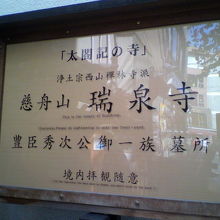 「太閤記の寺」
浄土宗西山禅林寺派
慈舟山 瑞泉寺
豊臣秀次公御一族墓所
境内拝観随意